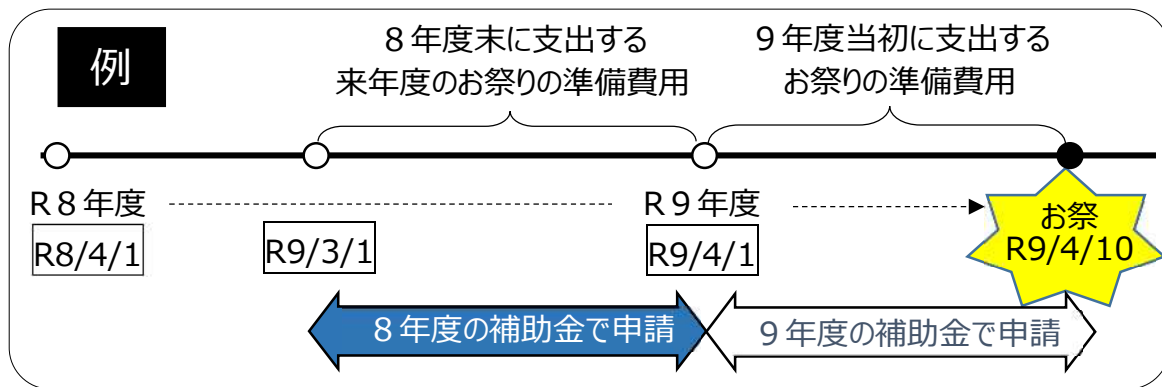 例
８年度末に支出する
来年度のお祭りの準備費用
９年度当初に支出する
お祭りの準備費用
Ｒ８年度
R8/4/1
R9/3/1
Ｒ９年度
R9/4/1
お祭
R9/4/10
８年度の補助金で申請
９年度の補助金で申請